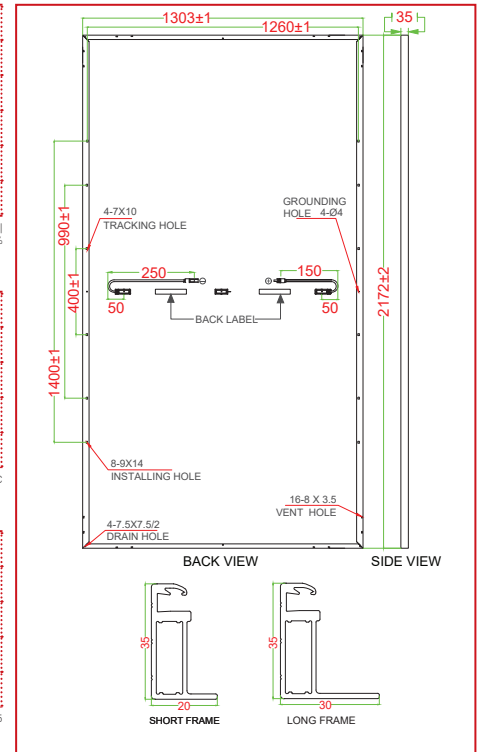 1303±1
35
1260±1
GROUNDING
HOLE 4-Ø4
4-7X10
TRACKING HOLE
990±1
400±1
1400±1
2172±2
250
150
50
50
BACK LABEL
8-9X14
INSTALLING HOLE
16-8 X 3.5
VENT HOLE
4-7.5X7.5/2
DRAIN HOLE
BACK VIEW
SIDE VIEW
35
20
SHORT FRAME
35
30
LONG FRAME